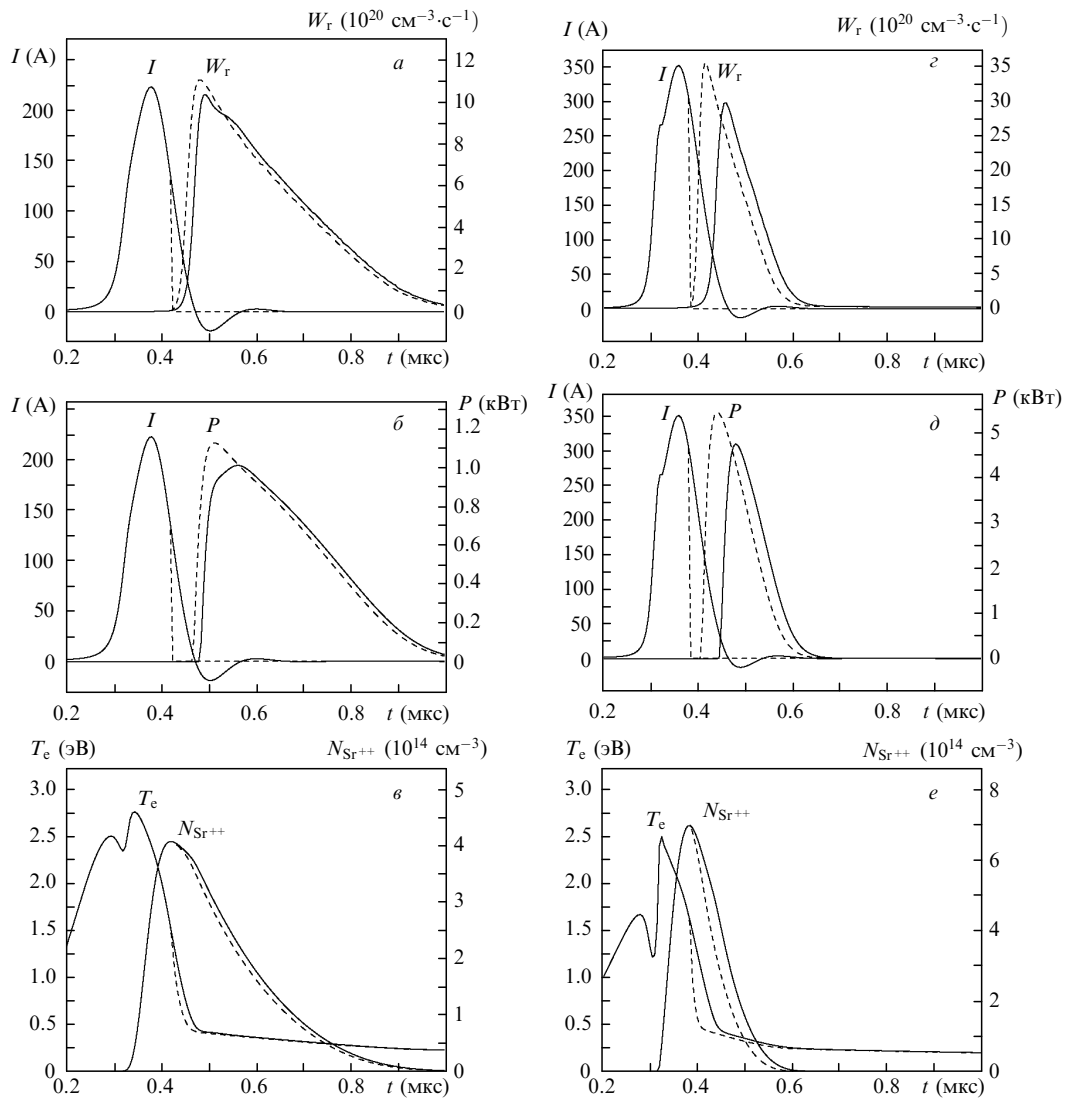 W_r (10^20 см^−3·с^−1)
I (А)
а
I
W_r
12
10
8
6
4
2
0
200
150
100
50
0
0.2
0.4
0.6
0.8
t (мкс)
I (А)
P (кВт)
б
I
P
1.2
1.0
0.8
0.6
0.4
0.2
0
200
150
100
50
0
0.2
0.4
0.6
0.8
t (мкс)
T_e (эВ)
N_Sr++ (10^14 см^−3)
в
T_e
N_Sr++
3.0
2.5
2.0
1.5
1.0
0.5
0
5
4
3
2
1
0
0.2
0.4
0.6
0.8
t (мкс)
W_r (10^20 см^−3·с^−1)
I (А)
г
I
W_r
350
300
250
200
150
100
50
0
35
30
25
20
15
10
5
0
0.2
0.4
0.6
0.8
t (мкс)
I (А)
P (кВт)
д
I
P
350
300
250
200
150
100
50
0
5
4
3
2
1
0
0.2
0.4
0.6
0.8
t (мкс)
T_e (эВ)
N_Sr++ (10^14 см^−3)
е
T_e
N_Sr++
3.0
2.5
2.0
1.5
1.0
0.5
0
8
6
4
2
0
0.2
0.4
0.6
0.8
t (мкс)